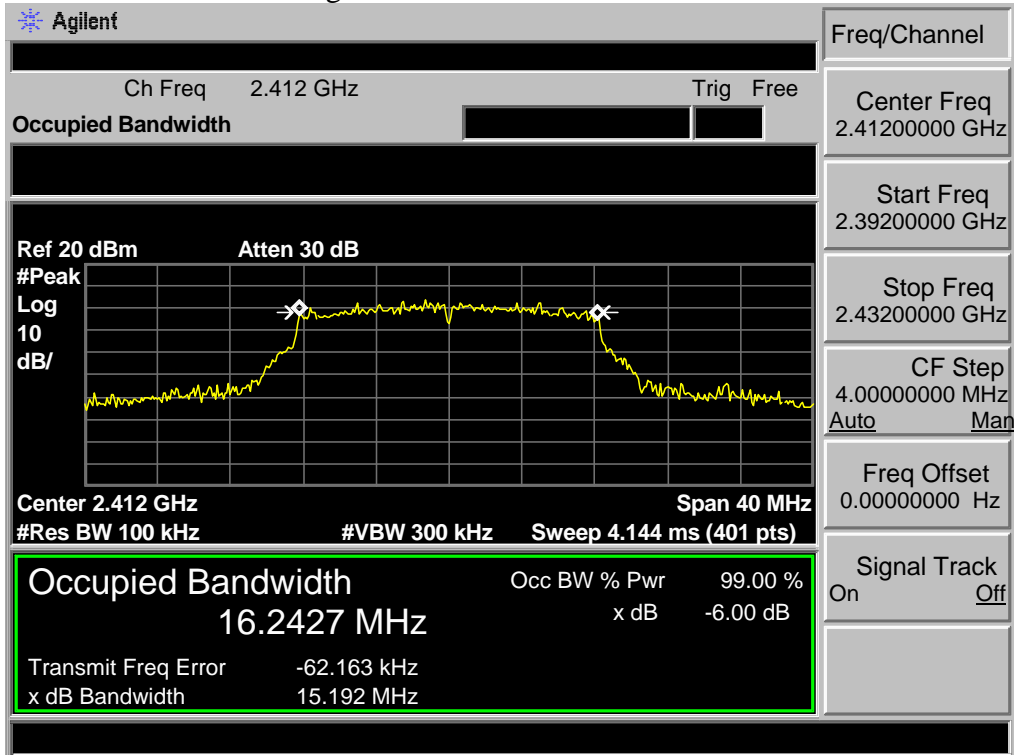 Agilent
Freq/Channel
Ch Freq 2.412 GHz Trig Free
Occupied Bandwidth
Center Freq
2.41200000 GHz
Start Freq
2.39200000 GHz
Ref 20 dBm Atten 30 dB
#Peak
Log
10
dB/
Stop Freq
2.43200000 GHz
CF Step
4.00000000 MHz
Auto Man
Center 2.412 GHz Span 40 MHz
#Res BW 100 kHz #VBW 300 kHz Sweep 4.144 ms (401 pts)
Freq Offset
0.00000000 Hz
Occupied Bandwidth Occ BW % Pwr 99.00 %
16.2427 MHz x dB -6.00 dB
Signal Track
On Off
Transmit Freq Error -62.163 kHz
x dB Bandwidth 15.192 MHz